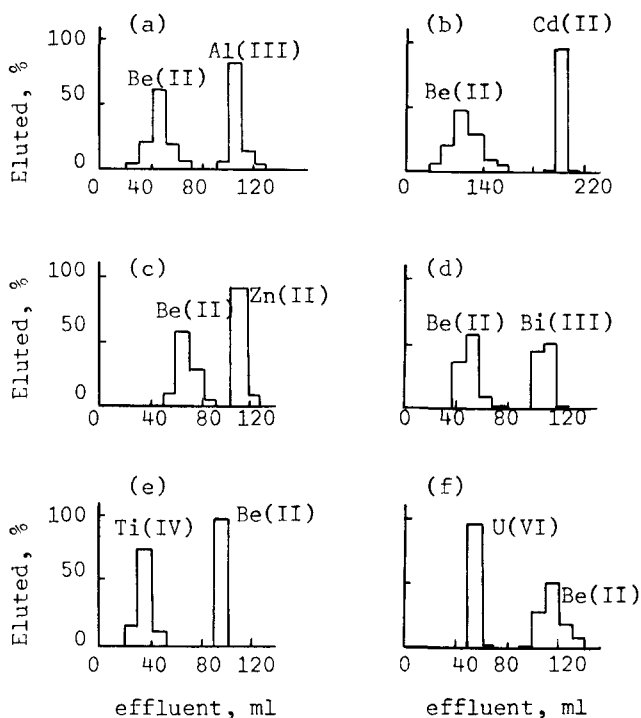 (a)
(b)
Cd(II)
100
Al(III)
Be(II)
Be(II)
50
0
Eluted, %
0 40 80 120
0 140 220
(c)
(d)
100
Be(II) Zn(II)
Be(II) Bi(III)
50
0
Eluted, %
0 40 80 120
0 40 80 120
(e)
(f)
100
Ti(IV) Be(II)
U(VI)
50
Be(II)
0
Eluted, %
0 40 80 120
0 40 80 120
effluent, ml
effluent, ml